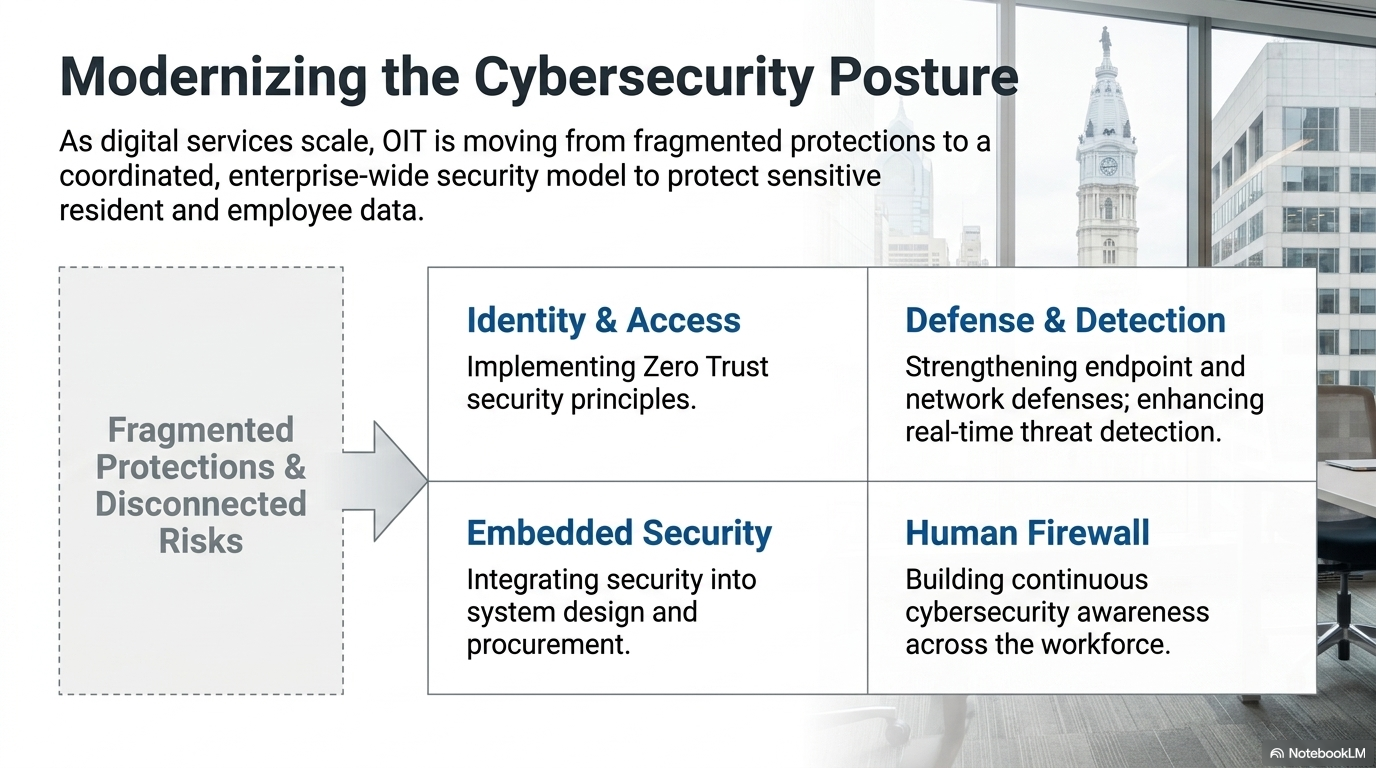 Modernizing the Cybersecurity Posture
As digital services scale, OIT is moving from fragmented protections to a
coordinated, enterprise-wide security model to protect sensitive
resident and employee data.
Fragmented
Protections &
Disconnected
Risks
Identity & Access
Implementing Zero Trust
security principles.
Defense & Detection
Strengthening endpoint and
network defenses; enhancing
real-time threat detection.
Embedded Security
Integrating security into
system design and
procurement.
Human Firewall
Building continuous
cybersecurity awareness
across the workforce.
NotebookLM